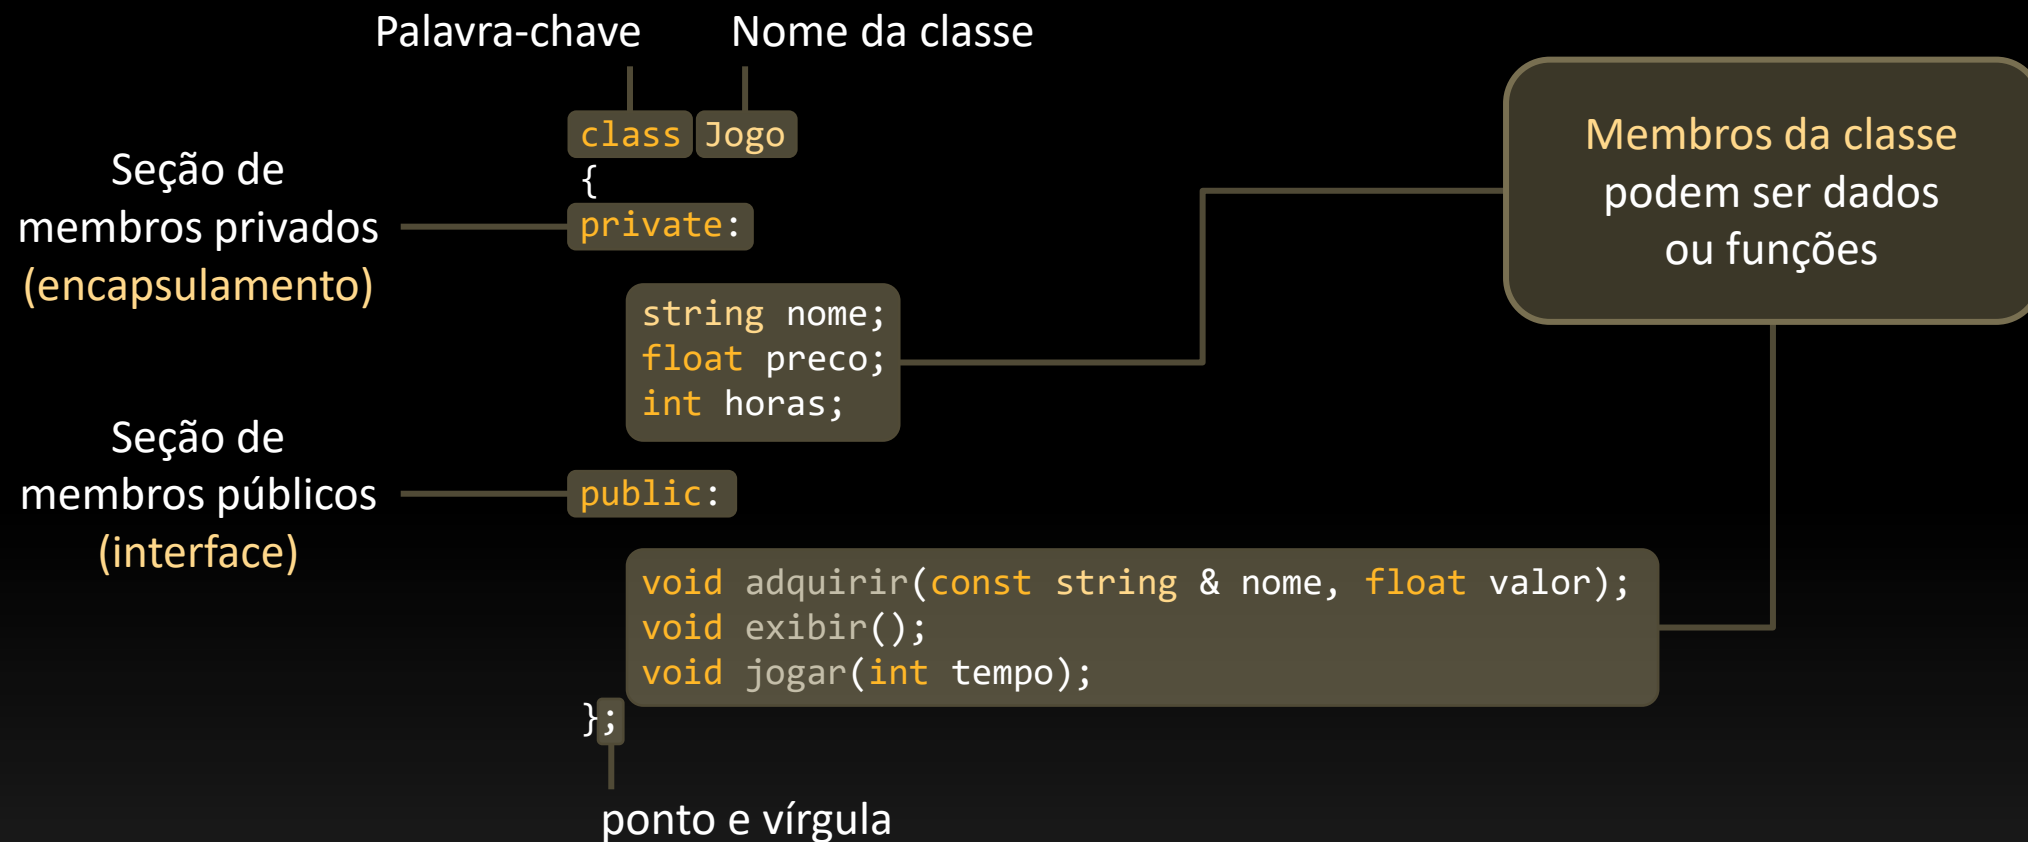 Palavra-chave
Nome da classe
class Jogo
{
private:
string nome;
float preco;
int horas;
public:
void adquirir(const string & nome, float valor);
void exibir();
void jogar(int tempo);
};
ponto e vírgula
Seção de
membros privados
(encapsulamento)
Seção de
membros públicos
(interface)
Membros da classe
podem ser dados
ou funções